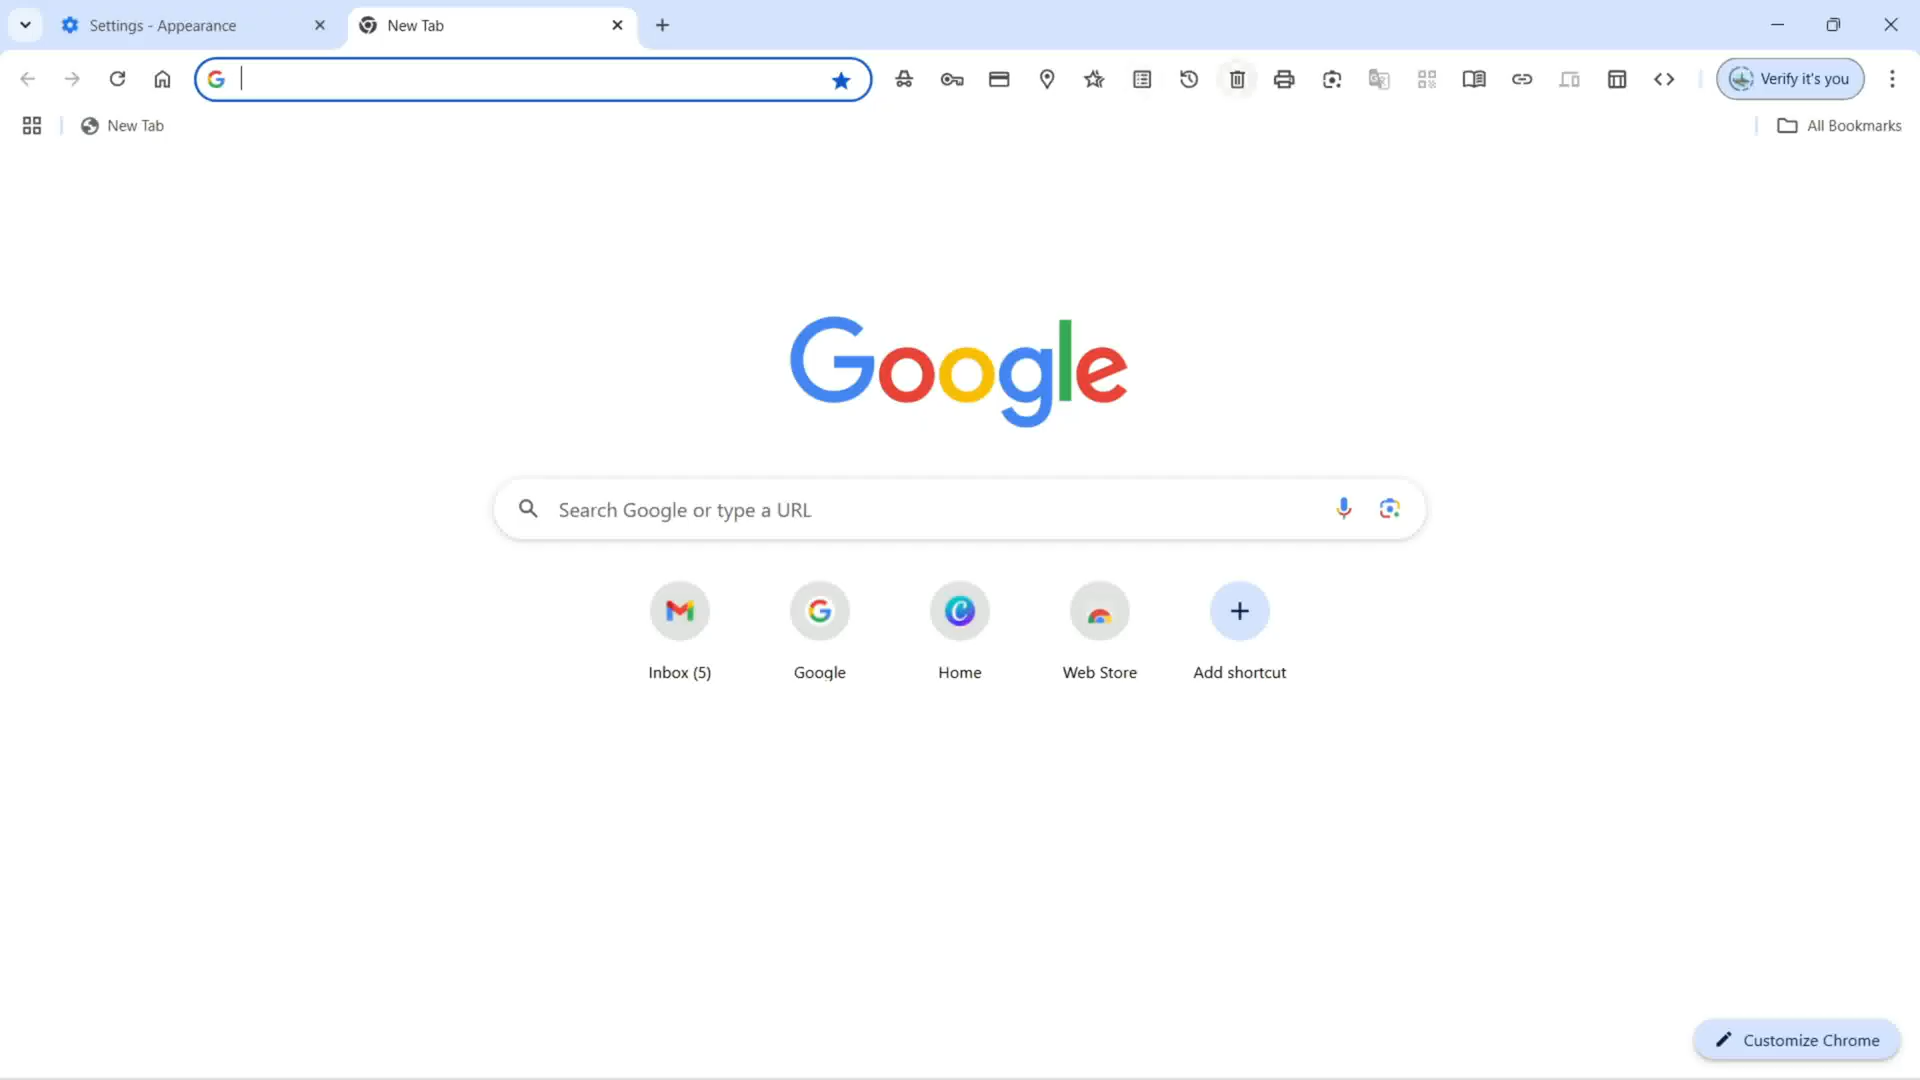 Settings - Appearance
New Tab
Verify it's you
New Tab
All Bookmarks
Google
Search Google or type a URL
Inbox (5)
Google
Home
Web Store
Add shortcut
Customize Chrome